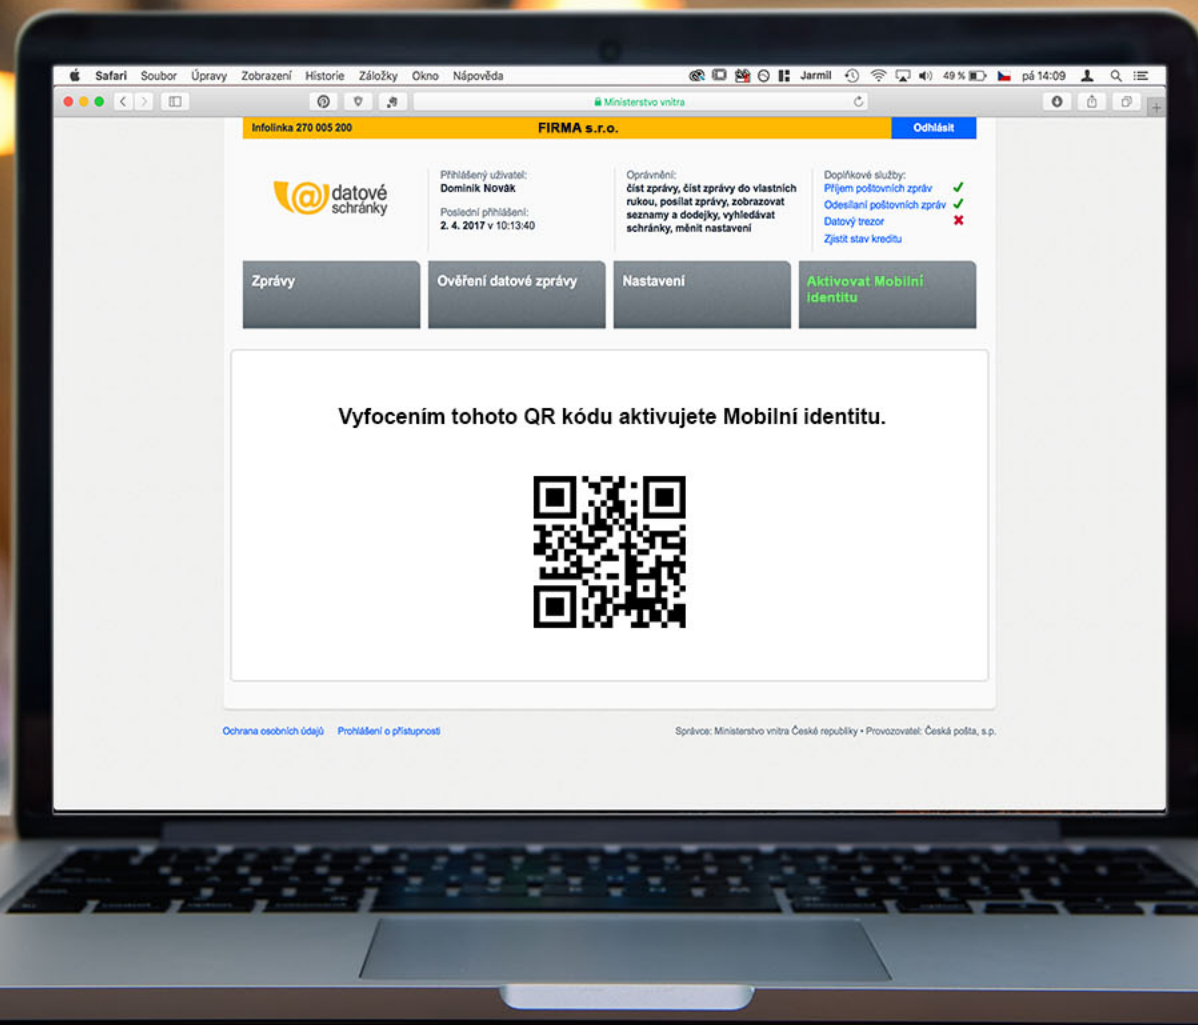 Safari Soubor Úpravy Zobrazení Historie Záložky Okno Nápověda Jarmil 49 % pá 14:09
Ministerstvo vnitra
Infolinka 270 005 200 FIRMA s.r.o. Odhlásit
datové
schránky
Přihlášený uživatel:
Dominik Novák
Poslední přihlášení:
2. 4. 2017 v 10:13:40
Oprávnění:
číst zprávy, číst zprávy do vlastních
rukou, posílat zprávy, zobrazovat
seznamy a dodejky, vyhledávat
schránky, měnit nastavení
Doplňkové služby:
Příjem poštovních zpráv
Odesílaní poštovních zpráv
Datový trezor
Zjistit stav kreditu
Zprávy
Ověření datové zprávy
Nastavení
Aktivovat Mobilní
identitu
Vyfocením tohoto QR kódu aktivujete Mobilní identitu.
Ochrana osobních údajů Prohlášení o přístupnosti
Správce: Ministerstvo vnitra České republiky • Provozovatel: Česká pošta, s.p.